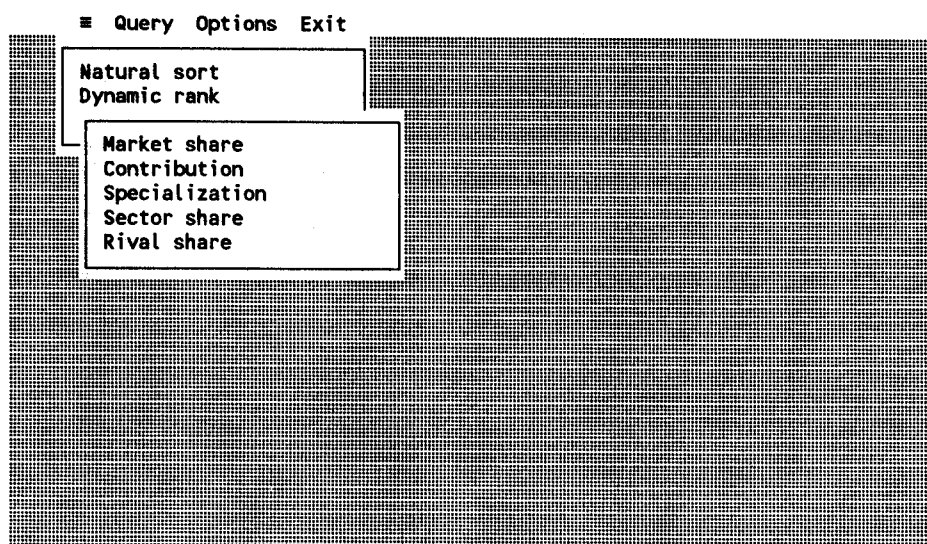 ≡ Query Options Exit
Natural sort
Dynamic rank
Market share
Contribution
Specialization
Sector share
Rival share